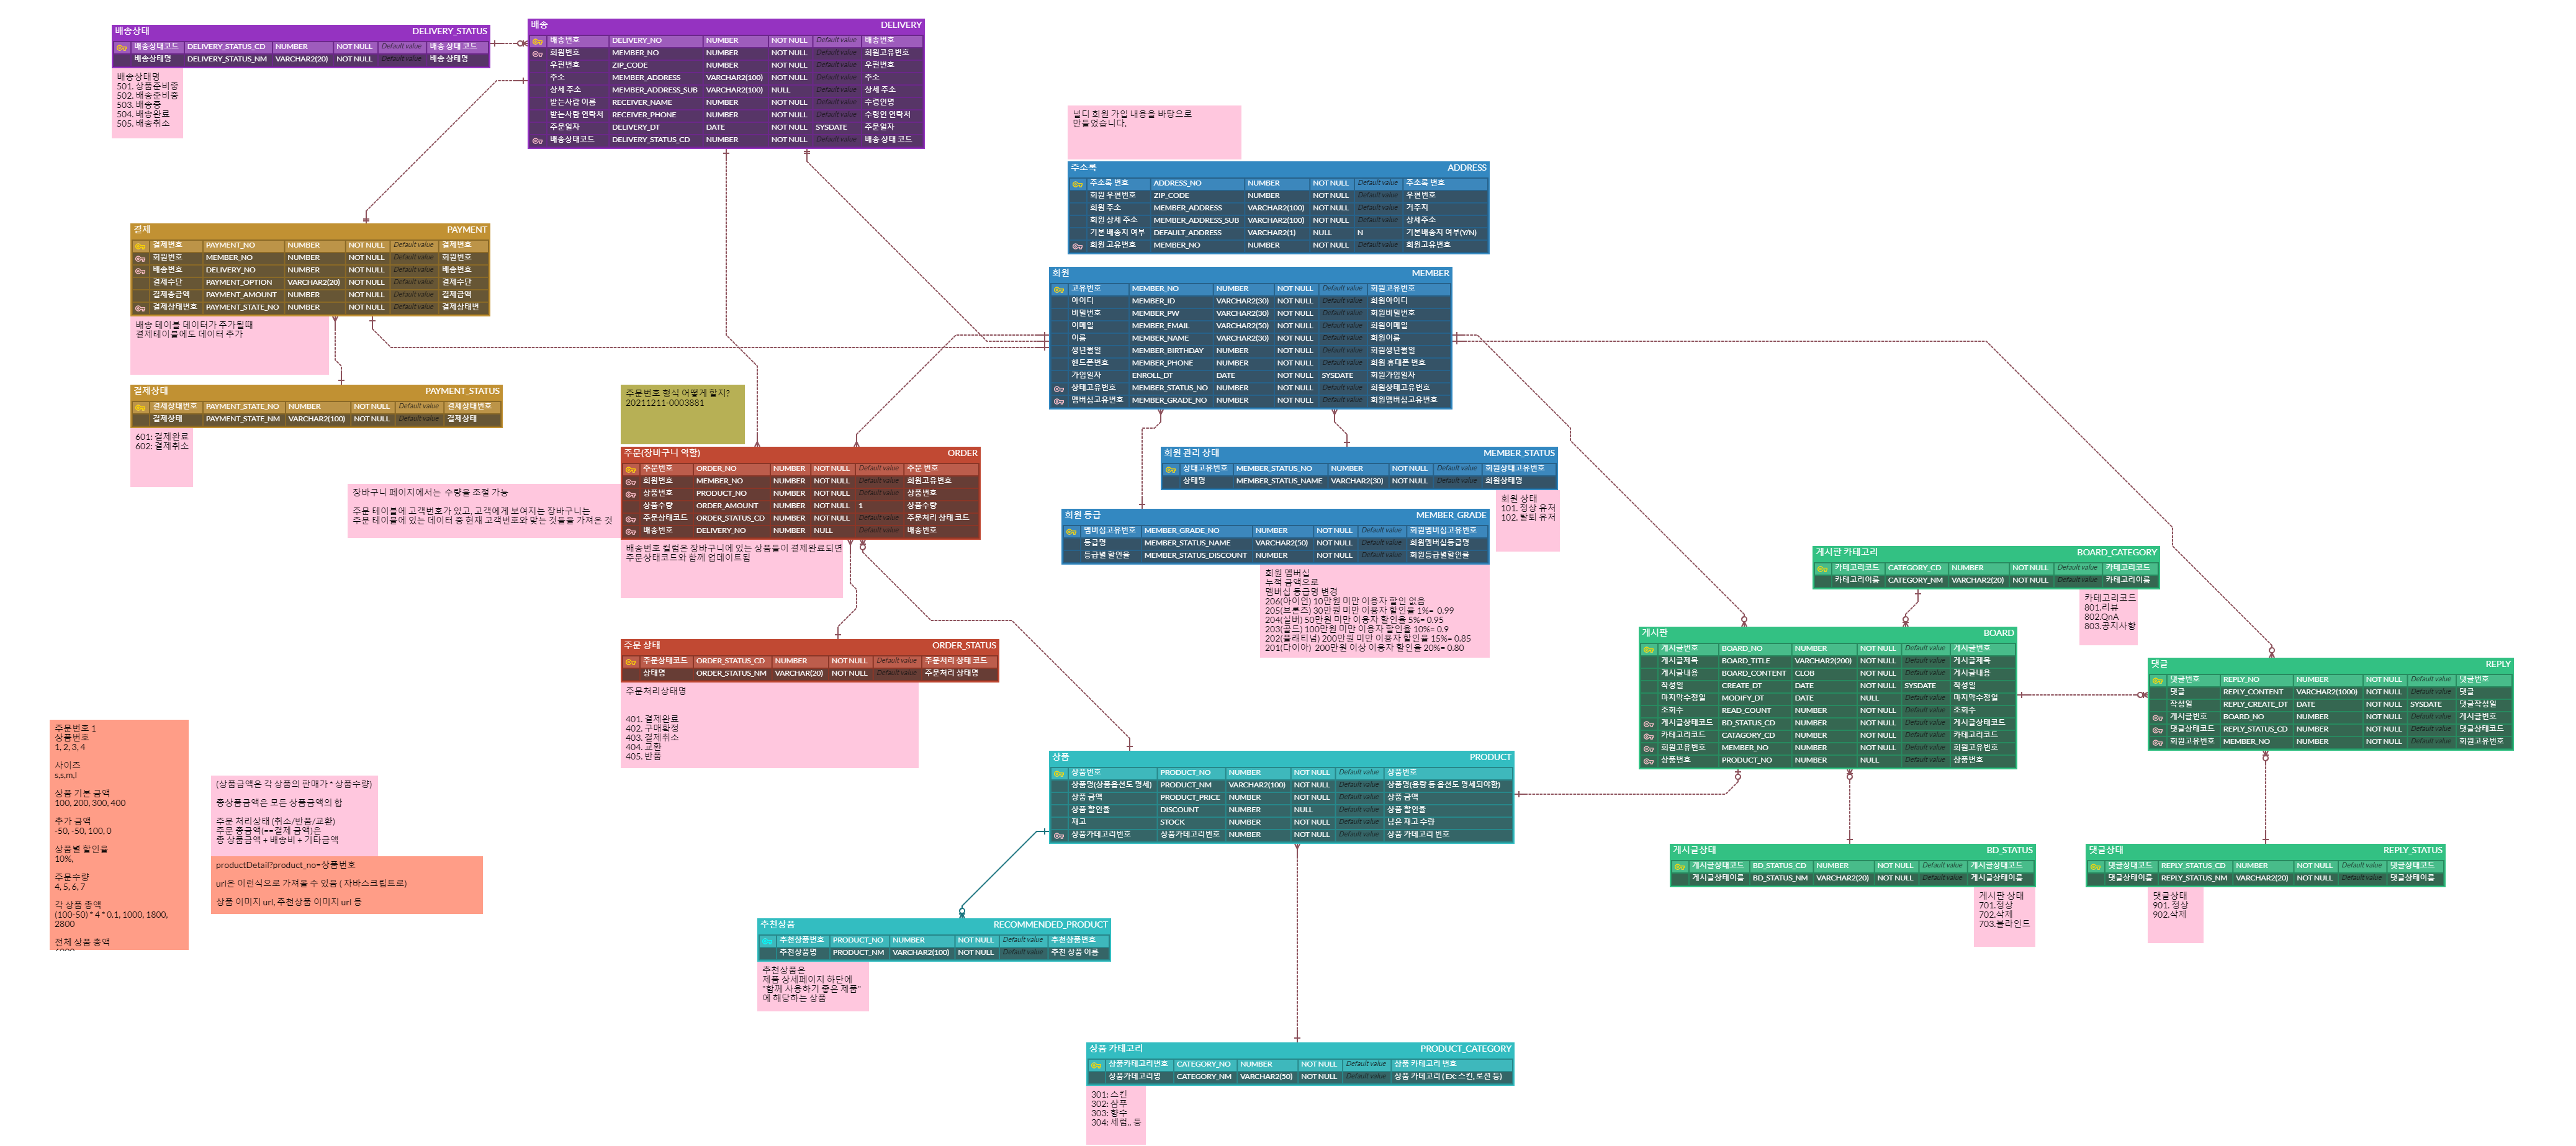 배송상태 DELIVERY_STATUS
배송상태코드 DELIVERY_STATUS_CD NUMBER NOT NULL Default value 배송 상태 코드
배송상태명 DELIVERY_STATUS_NM VARCHAR2(20) NOT NULL Default value 배송 상태명
배송상태명
501. 상품준비중
502. 배송준비중
503. 배송중
504. 배송완료
505. 배송취소
배송 DELIVERY
배송번호 DELIVERY_NO NUMBER NOT NULL Default value 배송번호
회원번호 MEMBER_NO NUMBER NOT NULL Default value 회원고유번호
우편번호 ZIP_CODE NUMBER NOT NULL Default value 우편번호
주소 MEMBER_ADDRESS VARCHAR2(100) NOT NULL Default value 주소
상세 주소 MEMBER_ADDRESS_SUB VARCHAR2(100) NULL Default value 상세 주소
받는사람 이름 RECEIVER_NAME NUMBER NOT NULL Default value 수령인명
받는사람 연락처 RECEIVER_PHONE NUMBER NOT NULL Default value 수령인 연락처
주문일자 DELIVERY_DT DATE NOT NULL SYSDATE 주문일자
배송상태코드 DELIVERY_STATUS_CD NUMBER NOT NULL Default value 배송 상태 코드
널디 회원 가입 내용을 바탕으로
만들었습니다.
주소록 ADDRESS
주소록 번호 ADDRESS_NO NUMBER NOT NULL Default value 주소록 번호
회원 우편번호 ZIP_CODE NUMBER NOT NULL Default value 우편번호
회원 주소 MEMBER_ADDRESS VARCHAR2(100) NOT NULL Default value 거주지
회원 상세 주소 MEMBER_ADDRESS_SUB VARCHAR2(100) NOT NULL Default value 상세주소
기본 배송지 여부 DEFAULT_ADDRESS VARCHAR2(1) NULL N 기본배송지 여부(Y/N)
회원 고유번호 MEMBER_NO NUMBER NOT NULL Default value 회원고유번호
결제 PAYMENT
결제번호 PAYMENT_NO NUMBER NOT NULL Default value 결제번호
회원번호 MEMBER_NO NUMBER NOT NULL Default value 회원번호
배송번호 DELIVERY_NO NUMBER NOT NULL Default value 배송번호
결제수단 PAYMENT_OPTION VARCHAR2(20) NOT NULL Default value 결제수단
결제총금액 PAYMENT_AMOUNT NUMBER NOT NULL Default value 결제금액
결제상태번호 PAYMENT_STATE_NO NUMBER NOT NULL Default value 결제상태번
배송 테이블 데이터가 추가될때
결제테이블에도 데이터 추가
결제상태 PAYMENT_STATUS
결제상태번호 PAYMENT_STATE_NO NUMBER NOT NULL Default value 결제상태번호
결제상태 PAYMENT_STATE_NM VARCHAR2(100) NOT NULL Default value 결제상태
601: 결제완료
602: 결제취소
회원 MEMBER
고유번호 MEMBER_NO NUMBER NOT NULL Default value 회원고유번호
아이디 MEMBER_ID VARCHAR2(30) NOT NULL Default value 회원아이디
비밀번호 MEMBER_PW VARCHAR2(30) NOT NULL Default value 회원비밀번호
이메일 MEMBER_EMAIL VARCHAR2(50) NOT NULL Default value 회원이메일
이름 MEMBER_NAME VARCHAR2(30) NOT NULL Default value 회원이름
생년월일 MEMBER_BIRTHDAY NUMBER NOT NULL Default value 회원생년월일
핸드폰번호 MEMBER_PHONE NUMBER NOT NULL Default value 회원 휴대폰 번호
가입일자 ENROLL_DT DATE NOT NULL SYSDATE 회원가입일자
상태고유번호 MEMBER_STATUS_NO NUMBER NOT NULL Default value 회원상태고유번호
멤버십고유번호 MEMBER_GRADE_NO NUMBER NOT NULL Default value 회원멤버십고유번호
주문번호 형식 어떻게 할지?
20211211-0003881
주문(장바구니 역할) ORDER
주문번호 ORDER_NO NUMBER NOT NULL Default value 주문 번호
회원번호 MEMBER_NO NUMBER NOT NULL Default value 회원고유번호
상품번호 PRODUCT_NO NUMBER NOT NULL Default value 상품번호
상품수량 ORDER_AMOUNT NUMBER NOT NULL 1 상품수량
주문상태코드 ORDER_STATUS_CD NUMBER NOT NULL Default value 주문처리 상태 코드
배송번호 DELIVERY_NO NUMBER NULL Default value 배송번호
장바구니 페이지에서는 수량을 조절 가능
주문 테이블에 고객번호가 있고, 고객에게 보여지는 장바구니는
주문 테이블에 있는 데이터 중 현재 고객번호와 맞는 것들을 가져온 것
배송번호 컬럼은 장바구니에 있는 상품들이 결제완료되면
주문상태코드와 함께 업데이트됨
회원 관리 상태 MEMBER_STATUS
상태고유번호 MEMBER_STATUS_NO NUMBER NOT NULL Default value 회원상태고유번호
상태명 MEMBER_STATUS_NAME VARCHAR2(30) NOT NULL Default value 회원상태명
회원 상태
101. 정상 유저
102. 탈퇴 유저
회원 등급 MEMBER_GRADE
멤버십고유번호 MEMBER_GRADE_NO NUMBER NOT NULL Default value 회원멤버십고유번호
등급명 MEMBER_STATUS_NAME VARCHAR2(50) NOT NULL Default value 회원멤버십등급명
등급별 할인율 MEMBER_STATUS_DISCOUNT NUMBER NOT NULL Default value 회원등급별할인율
회원 멤버십
누적 금액으로
멤버십 등급명 변경
206(아이언) 10만원 미만 이용자 할인 없음
205(브론즈) 30만원 미만 이용자 할인율 1%= 0.99
204(실버) 50만원 미만 이용자 할인율 5%= 0.95
203(골드) 100만원 미만 이용자 할인율 10%= 0.9
202(플래티넘) 200만원 미만 이용자 할인율 15%= 0.85
201(다이아) 200만원 이상 이용자 할인율 20%= 0.80
게시판 카테고리 BOARD_CATEGORY
카테고리코드 CATEGORY_CD NUMBER NOT NULL Default value 카테고리코드
카테고리이름 CATEGORY_NM VARCHAR2(20) NOT NULL Default value 카테고리이름
카테고리코드
801.리뷰
802.QnA
803.공지사항
주문 상태 ORDER_STATUS
주문상태코드 ORDER_STATUS_CD NUMBER NOT NULL Default value 주문처리 상태 코드
상태명 ORDER_STATUS_NM VARCHAR(20) NOT NULL Default value 주문처리 상태명
주문처리상태명
401. 결제완료
402. 구매확정
403. 결제취소
404. 교환
405. 반품
게시판 BOARD
게시글번호 BOARD_NO NUMBER NOT NULL Default value 게시글번호
게시글제목 BOARD_TITLE VARCHAR2(200) NOT NULL Default value 게시글제목
게시글내용 BOARD_CONTENT CLOB NOT NULL Default value 게시글내용
작성일 CREATE_DT DATE NOT NULL SYSDATE 작성일
마지막수정일 MODIFY_DT DATE NULL Default value 마지막수정일
조회수 READ_COUNT NUMBER NOT NULL Default value 조회수
게시글상태코드 BD_STATUS_CD NUMBER NOT NULL Default value 게시글상태코드
카테고리코드 CATAGORY_CD NUMBER NOT NULL Default value 카테고리코드
회원고유번호 MEMBER_NO NUMBER NOT NULL Default value 회원고유번호
상품번호 PRODUCT_NO NUMBER NULL Default value 상품번호
댓글 REPLY
댓글번호 REPLY_NO NUMBER NOT NULL Default value 댓글번호
댓글 REPLY_CONTENT VARCHAR2(1000) NOT NULL Default value 댓글
작성일 REPLY_CREATE_DT DATE NOT NULL SYSDATE 댓글작성일
게시글번호 BOARD_NO NUMBER NOT NULL Default value 게시글번호
댓글상태코드 REPLY_STATUS_CD NUMBER NOT NULL Default value 댓글상태코드
회원고유번호 MEMBER_NO NUMBER NOT NULL Default value 회원고유번호
주문번호 1
상품번호
1, 2, 3, 4
사이즈
s,s,m,l
상품 기본 금액
100, 200, 300, 400
추가 금액
-50, -50, 100, 0
상품별 할인율
10%,
주문수량
4, 5, 6, 7
각 상품 총액
(100-50) * 4 * 0.1, 1000, 1800,
2800
전체 상품 총액
(상품금액은 각 상품의 판매가 * 상품수량)
총상품금액은 모든 상품금액의 합
주문 처리상태 (취소/반품/교환)
주문 총금액(==결제 금액)은
총 상품금액 + 배송비 + 기타금액
productDetail?product_no=상품번호
url은 이런식으로 가져올 수 있음 ( 자바스크립트로)
상품 이미지 url, 추천상품 이미지 url 등
상품 PRODUCT
상품번호 PRODUCT_NO NUMBER NOT NULL Default value 상품번호
상품명(상품옵션도 명세) PRODUCT_NM VARCHAR2(100) NOT NULL Default value 상품명(용량 등 옵션도 명세되야함)
상품 금액 PRODUCT_PRICE NUMBER NOT NULL Default value 상품 금액
상품 할인율 DISCOUNT NUMBER NULL Default value 상품 할인율
재고 STOCK NUMBER NOT NULL Default value 남은 재고 수량
상품카테고리번호 상품카테고리번호 NUMBER NOT NULL Default value 상품 카테고리 번호
게시글상태 BD_STATUS
게시글상태코드 BD_STATUS_CD NUMBER NOT NULL Default value 게시글상태코드
게시글상태이름 BD_STATUS_NM VARCHAR2(20) NOT NULL Default value 게시글상태이름
게시판 상태
701.정상
702.삭제
703.블라인드
댓글상태 REPLY_STATUS
댓글상태코드 REPLY_STATUS_CD NUMBER NOT NULL Default value 댓글상태코드
댓글상태이름 REPLY_STATUS_NM VARCHAR2(20) NOT NULL Default value 댓글상태이름
댓글상태
901. 정상
902. 삭제
추천상품 RECOMMENDED_PRODUCT
추천상품번호 PRODUCT_NO NUMBER NOT NULL Default value 추천상품번호
추천상품명 PRODUCT_NM VARCHAR2(100) NOT NULL Default value 추천 상품 이름
추천상품은
제품 상세페이지 하단에
"함께 사용하기 좋은 제품"
에 해당하는 상품
상품 카테고리 PRODUCT_CATEGORY
상품카테고리번호 CATEGORY_NO NUMBER NOT NULL Default value 상품 카테고리 번호
상품카테고리명 CATEGORY_NM VARCHAR2(50) NOT NULL Default value 상품 카테고리 ( EX: 스킨, 로션 등)
301: 스킨
302: 샴푸
303: 향수
304: 세럼.. 등